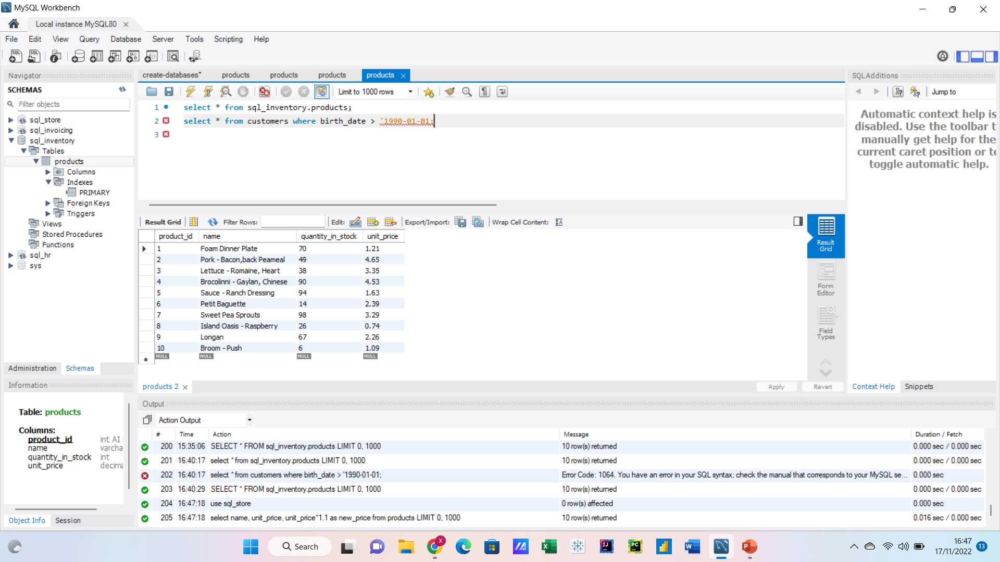 MySQL Workbench
Local instance MySQL80
File Edit View Query Database Server Tools Scripting Help
Navigator
SCHEMAS
Filter objects
sql_store
sql_invoicing
sql_inventory
Tables
products
Columns
Indexes
PRIMARY
Foreign Keys
Triggers
Views
Stored Procedures
Functions
sql_hr
sys
Administration Schemas
Information
Table: products
Columns:
product_id int AI
name varcha
quantity_in_stock int
unit_price decima
Object Info Session
create-databases* products products products products
Limit to 1000 rows
1 select * from sql_inventory.products;
2 select * from customers where birth_date > '1990-01-01;
3
Result Grid Filter Rows: Edit: Export/Import: Wrap Cell Content:
product_id name quantity_in_stock unit_price
1 Foam Dinner Plate 70 1.21
2 Pork - Bacon,back Peameal 49 4.65
3 Lettuce - Romaine, Heart 38 3.35
4 Brocolinni - Gaylan, Chinese 90 4.53
5 Sauce - Ranch Dressing 94 1.63
6 Petit Baguette 14 2.39
7 Sweet Pea Sprouts 98 3.29
8 Island Oasis - Raspberry 26 0.74
9 Longan 67 2.26
10 Broom - Push 6 1.09
NULL NULL NULL NULL
Result
Grid
Form
Editor
Field
Types
products 2
Apply Revert
SQLAdditions
Jump to
Automatic context help is
disabled. Use the toolbar t
manually get help for the
current caret position or to
toggle automatic help.
Context Help Snippets
Output
Action Output
# Time Action Message Duration / Fetch
200 15:35:06 SELECT * FROM sql_inventory.products LIMIT 0, 1000 10 row(s) returned 0.000 sec / 0.000 sec
201 16:40:17 select * from sql_inventory.products LIMIT 0, 1000 10 row(s) returned 0.000 sec / 0.000 sec
202 16:40:17 select * from customers where birth_date > '1990-01-01; Error Code: 1064. You have an error in your SQL syntax; check the manual that corresponds to your MySQL se... 0.000 sec
203 16:40:29 SELECT * FROM sql_inventory.products LIMIT 0, 1000 10 row(s) returned 0.000 sec / 0.000 sec
204 16:47:18 use sql_store 0 row(s) affected 0.000 sec
205 16:47:18 select name, unit_price, unit_price*1.1 as new_price from products LIMIT 0, 1000 10 row(s) returned 0.016 sec / 0.000 sec
Search
16:47
17/11/2022
13